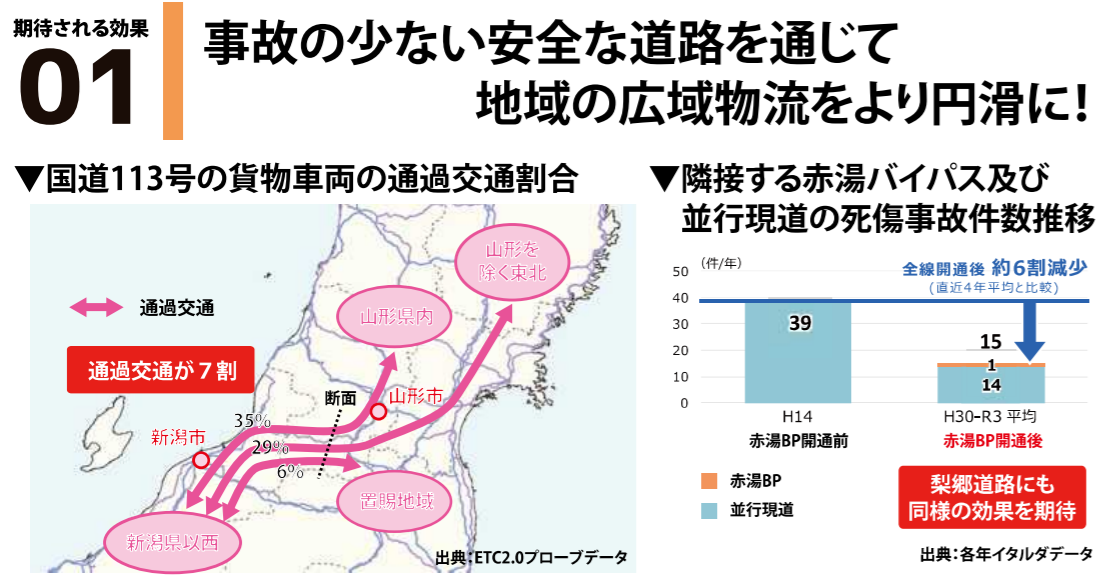 期待される効果
01
事故の少ない安全な道路を通じて
地域の広域物流をより円滑に!
▼国道113号の貨物車両の通過交通割合
通過交通
通過交通が7割
山形を
除く東北
山形県内
断面
山形市
新潟市
35%
29%
6%
置賜地域
新潟県以西
出典:ETC2.0プローブデータ
▼隣接する赤湯バイパス及び
並行現道の死傷事故件数推移
(件/年)
全線開通後 約6割減少
(直近4年平均と比較)
50
40
30
20
10
0
39
15
1
14
H14
赤湯BP開通前
H30-R3 平均
赤湯BP開通後
赤湯BP
並行現道
梨郷道路にも
同様の効果を期待
出典:各年イタルダデータ